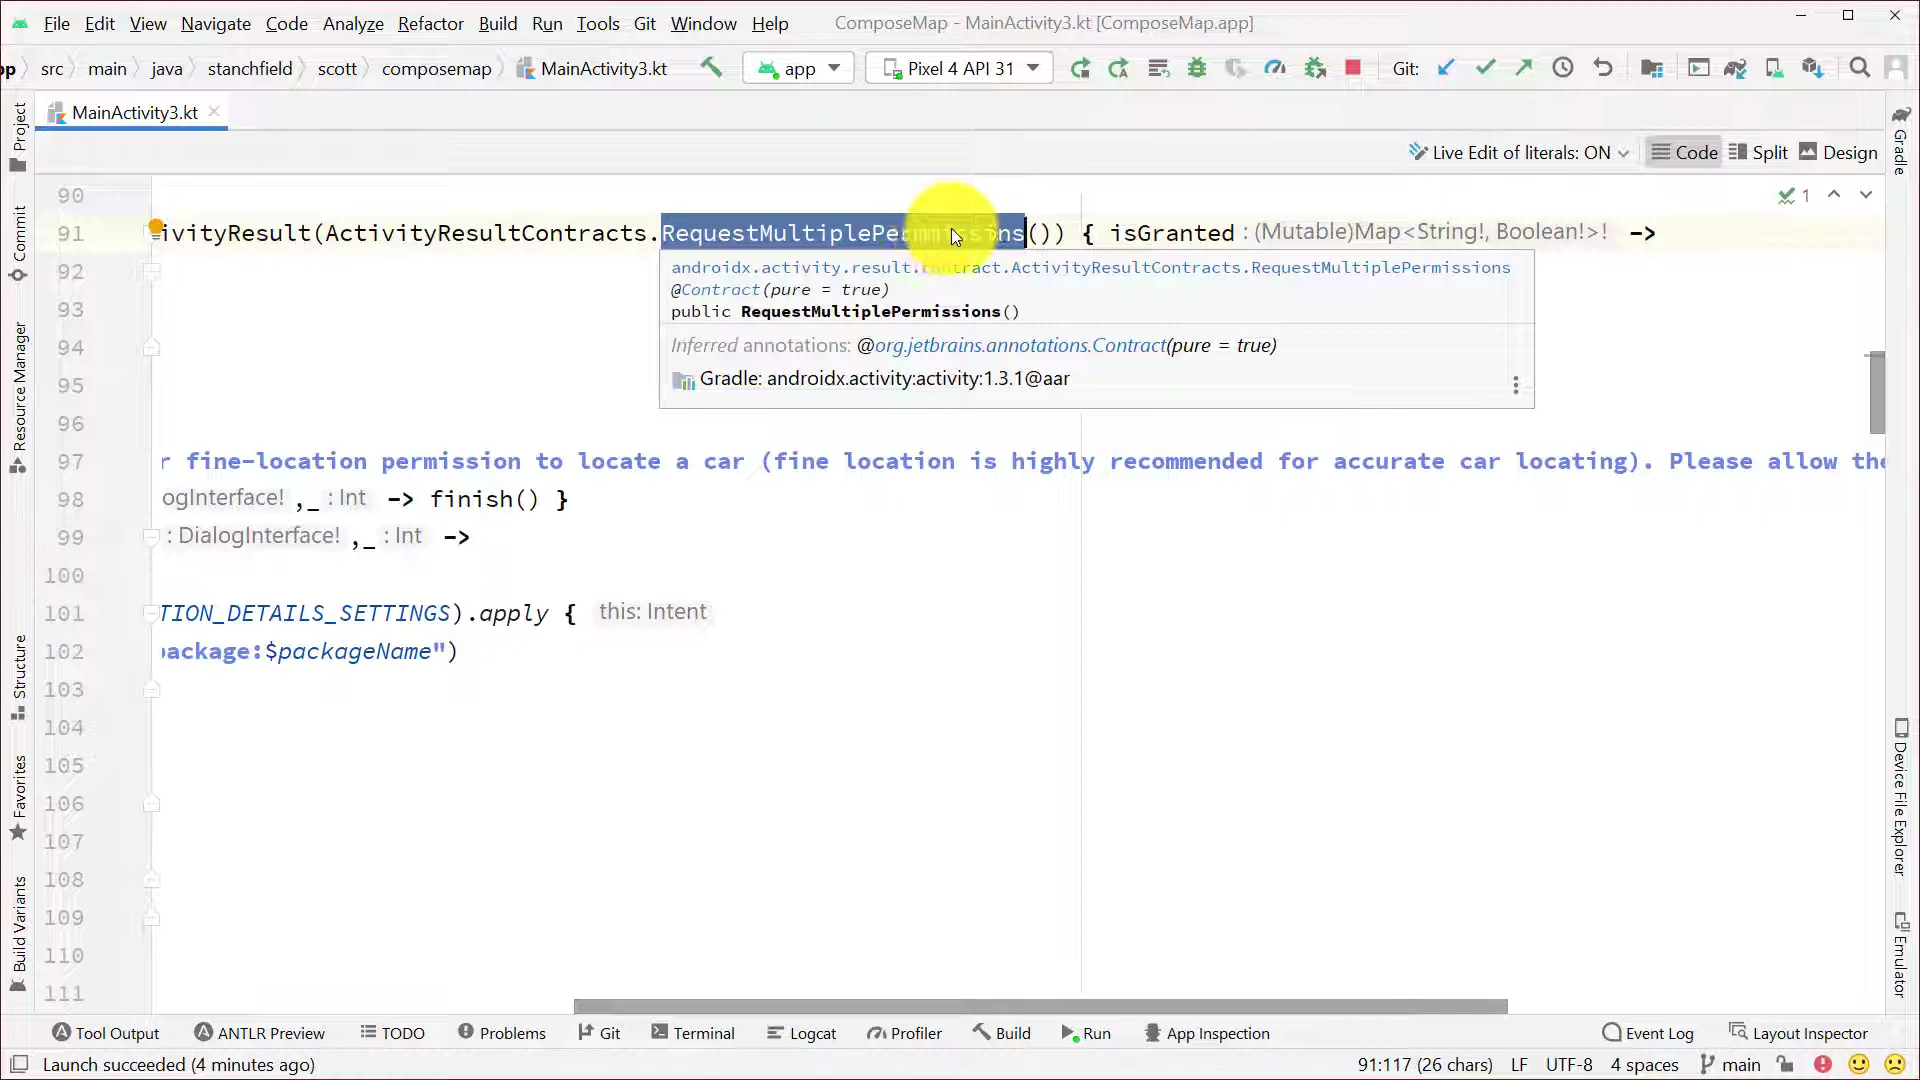 File Edit View Navigate Code Analyze Refactor Build Run Tools Git Window Help ComposeMap - MainActivity3.kt [ComposeMap.app]
src main java stanchfield scott composemap MainActivity3.kt app Pixel 4 API 31 Git:
MainActivity3.kt
Live Edit of literals: ON Code Split Design
1
90
91 ivityResult(ActivityResultContracts.RequestMultiplePermissions()) { isGranted : (Mutable)Map<String!, Boolean!>! ->
androidx.activity.result.contract.ActivityResultContracts.RequestMultiplePermissions
@Contract(pure = true)
public RequestMultiplePermissions()
Inferred annotations: @org.jetbrains.annotations.Contract(pure = true)
Gradle: androidx.activity:activity:1.3.1@aar
92
93
94
95
96
97 r fine-location permission to locate a car (fine location is highly recommended for accurate car locating). Please allow the
98 ogInterface! ,_ : Int -> finish() }
99 : DialogInterface! ,_ : Int ->
100
101 TION_DETAILS_SETTINGS).apply { this: Intent
102 package:$packageName")
103
104
105
106
107
108
109
110
111
Project
Commit
Resource Manager
Structure
Favorites
Build Variants
Gradle
Device File Explorer
Emulator
Tool Output ANTLR Preview TODO Problems Git Terminal Logcat Profiler Build Run App Inspection Event Log Layout Inspector
Launch succeeded (4 minutes ago) 91:117 (26 chars) LF UTF-8 4 spaces main